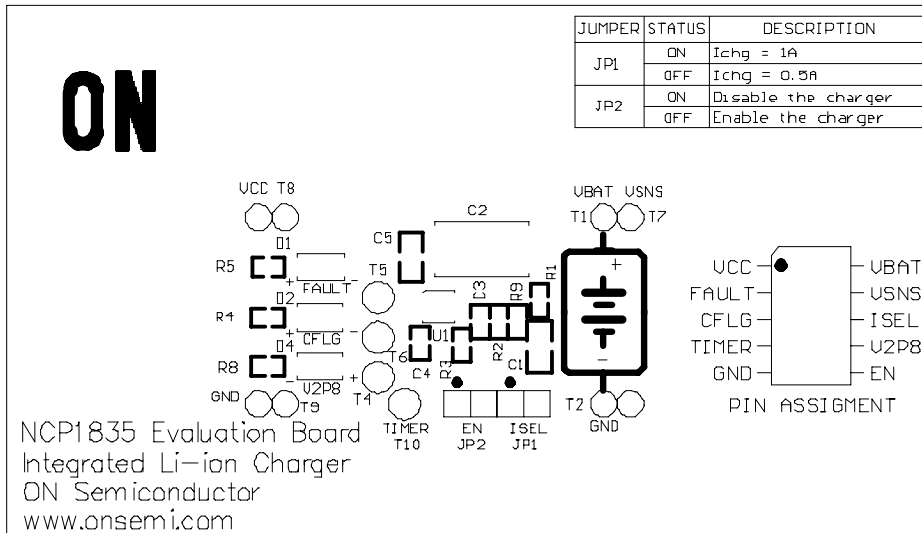 JUMPER STATUS DESCRIPTION
JP1 ON Ichg = 1A
OFF Ichg = 0.5A
JP2 ON Disable the charger
OFF Enable the charger
ON
VCC T8
VBAT VSNS
T1 T7
C2
C5
D1
R5
+ -
FAULT
T5
D2
R4
+ -
CFLG
T6
D4
R8
- +
V2P8
T4
GND
T9
C3
R9
R1
U1
R2
C4
R3
C1
+
-
T2
GND
TIMER
T10
EN
JP2
ISEL
JP1
VCC VBAT
FAULT VSNS
CFLG ISEL
TIMER V2P8
GND EN
PIN ASSIGMENT
NCP1835 Evaluation Board
Integrated Li-ion Charger
ON Semiconductor
www.onsemi.com